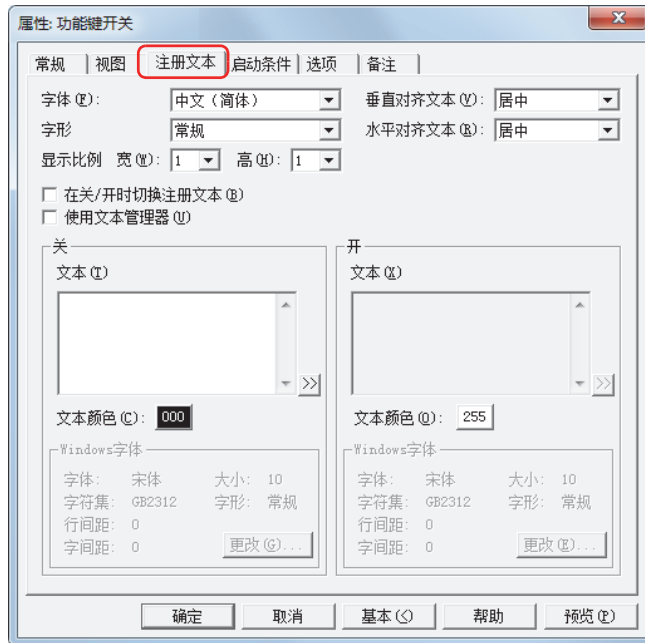 属性: 功能键开关
常规 视图 注册文本 启动条件 选项 备注
字体(F): 中文（简体） 垂直对齐文本(V): 居中
字形 常规 水平对齐文本(R): 居中
显示比例 宽(W): 1 高(H): 1
在关/开时切换注册文本(B)
使用文本管理器(U)
关 开
文本(T) 文本(X)
>> >>
文本颜色(C): 000 文本颜色(O): 255
Windows字体 Windows字体
字体: 宋体 大小: 10 字体: 宋体 大小: 10
字符集: GB2312 字形: 常规 字符集: GB2312 字形: 常规
行间距: 0 行间距: 0
字间距: 0 更改(G)... 字间距: 0 更改(E)...
确定 取消 基本(<) 帮助 预览(P)